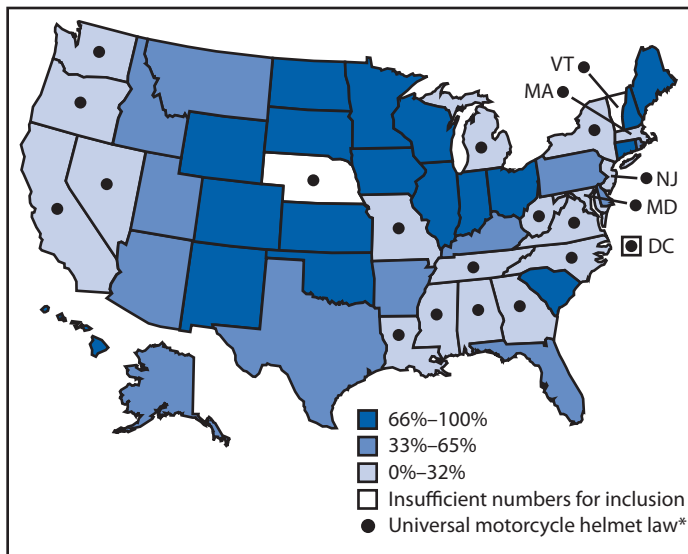 VT
MA
NJ
MD
DC
66%–100%
33%–65%
0%–32%
Insufficient numbers for inclusion
Universal motorcycle helmet law*